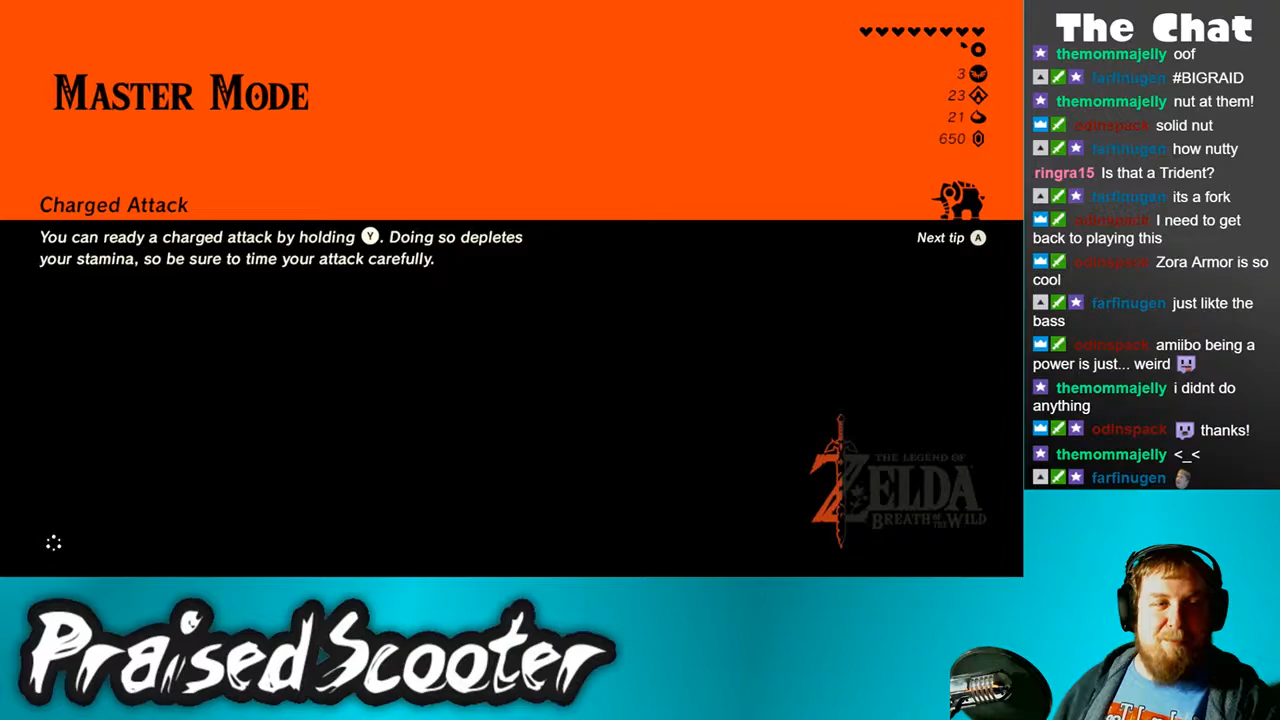 Master Mode
3
23
21
650
Charged Attack
You can ready a charged attack by holding Y. Doing so depletes
your stamina, so be sure to time your attack carefully.
Next tip A
THE LEGEND OF
ZELDA
BREATH OF THE WILD
The Chat
themommajelly oof
farfinugen #BIGRAID
themommajelly nut at them!
odinspack solid nut
farfinugen how nutty
ringra15 Is that a Trident?
farfinugen its a fork
odinspack I need to get
back to playing this
odinspack Zora Armor is so
cool
farfinugen just likte the
bass
odinspack amiibo being a
power is just... weird
themommajelly i didnt do
anything
odinspack thanks!
themommajelly <_<
farfinugen
PraisedScooter